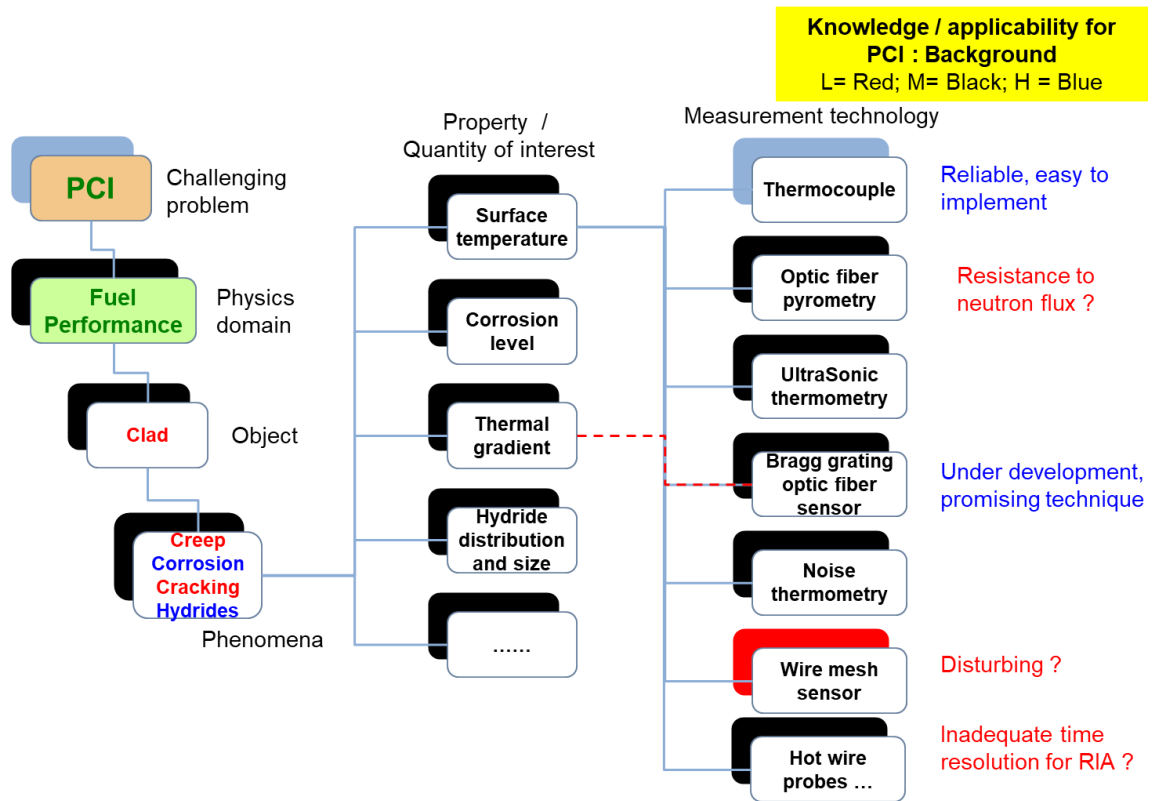 Knowledge / applicability for
PCI : Background
L= Red; M= Black; H = Blue
Property /
Quantity of interest
Measurement technology
PCI
Challenging
problem
Fuel
Performance
Physics
domain
Clad
Object
Creep
Corrosion
Cracking
Hydrides
Phenomena
Surface
temperature
Corrosion
level
Thermal
gradient
Hydride
distribution
and size
……
Thermocouple
Reliable, easy to
implement
Optic fiber
pyrometry
Resistance to
neutron flux ?
UltraSonic
thermometry
Bragg grating
optic fiber
sensor
Under development,
promising technique
Noise
thermometry
Wire mesh
sensor
Disturbing ?
Hot wire
probes …
Inadequate time
resolution for RIA ?